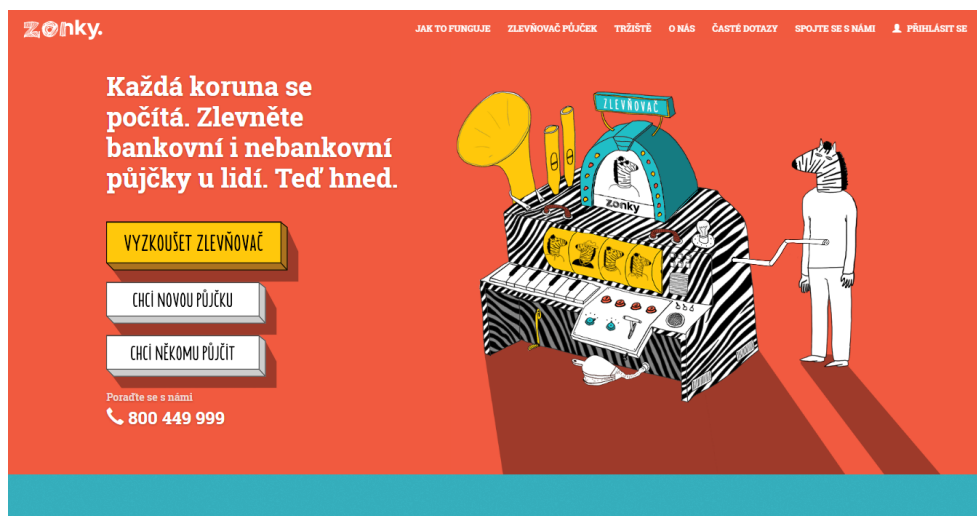 zonky.
JAK TO FUNGUJE ZLEVŇOVAČ PŮJČEK TRŽIŠTĚ O NÁS ČASTÉ DOTAZY SPOJTE SE S NÁMI PŘIHLÁSIT SE
Každá koruna se
počítá. Zlevněte
bankovní i nebankovní
půjčky u lidí. Teď hned.
VYZKOUŠET ZLEVŇOVAČ
CHCI NOVOU PŮJČKU
CHCI NĚKOMU PŮJČIT
Poraďte se s námi
800 449 999
ZLEVŇOVAČ
zonky